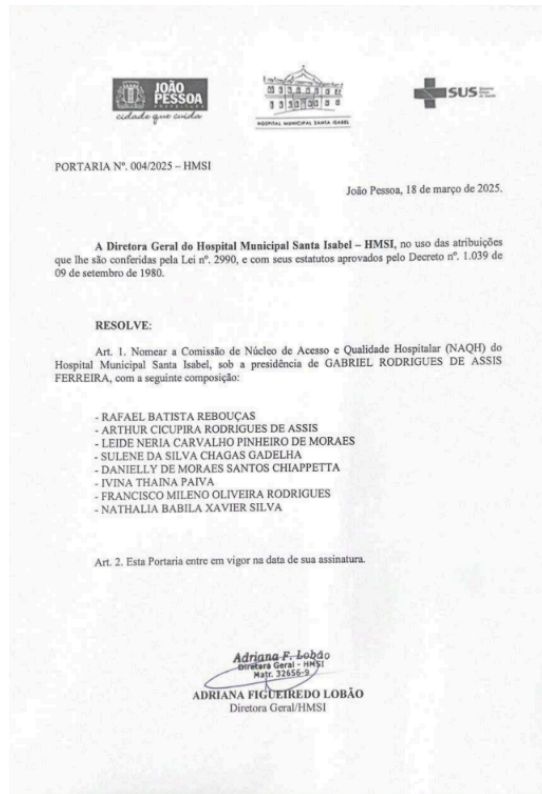 JOÃO
PESSOA
PREFEITURA
cidade que cuida
HOSPITAL MUNICIPAL SANTA ISABEL
SUS
PORTARIA Nº. 004/2025 – HMSI
João Pessoa, 18 de março de 2025.
A Diretora Geral do Hospital Municipal Santa Isabel – HMSI, no uso das atribuições
que lhe são conferidas pela Lei nº. 2990, e com seus estatutos aprovados pelo Decreto nº. 1.039 de
09 de setembro de 1980.
RESOLVE:
Art. 1. Nomear a Comissão de Núcleo de Acesso e Qualidade Hospitalar (NAQH) do
Hospital Municipal Santa Isabel, sob a presidência de GABRIEL RODRIGUES DE ASSIS
FERREIRA, com a seguinte composição:
- RAFAEL BATISTA REBOUÇAS
- ARTHUR CICUPIRA RODRIGUES DE ASSIS
- LEIDE NERIA CARVALHO PINHEIRO DE MORAES
- SULENE DA SILVA CHAGAS GADELHA
- DANIELLY DE MORAES SANTOS CHIAPPETTA
- IVINA THAINA PAIVA
- FRANCISCO MILENO OLIVEIRA RODRIGUES
- NATHALIA BABILA XAVIER SILVA
Art. 2. Esta Portaria entre em vigor na data de sua assinatura.
Adriana F. Lobão
Diretora Geral - HMSI
Matr. 32656-9
ADRIANA FIGUEIREDO LOBÃO
Diretora Geral/HMSI